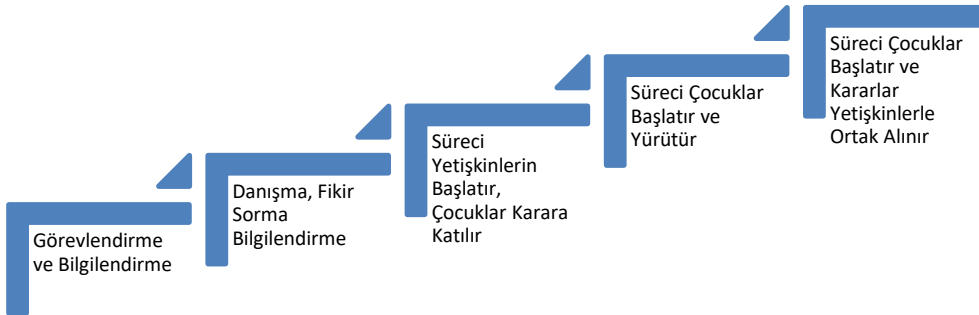 Görevlendirme
ve Bilgilendirme
Danışma, Fikir
Sorma
Bilgilendirme
Süreci
Yetişkinlerin
Başlatır,
Çocuklar Karara
Katılır
Süreci Çocuklar
Başlatır ve
Yürütür
Süreci Çocuklar
Başlatır ve
Kararlar
Yetişkinlerle
Ortak Alınır